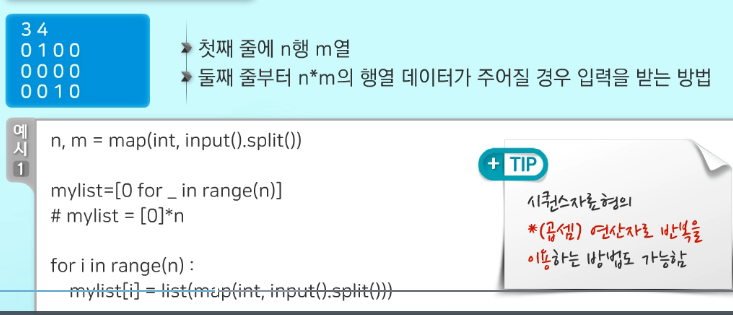 3 4
0 1 0 0
0 0 0 0
0 0 1 0
첫째 줄에 n행 m열
둘째 줄부터 n*m의 행열 데이터가 주어질 경우 입력을 받는 방법
예시
1
n, m = map(int, input().split())
mylist=[0 for _ in range(n)]
# mylist = [0]*n
for i in range(n) :
mylist[i] = list(map(int, input().split()))
+ TIP
시퀀스자료형의
*(곱셈) 연산자로 반복을
이용하는 방법도 가능함